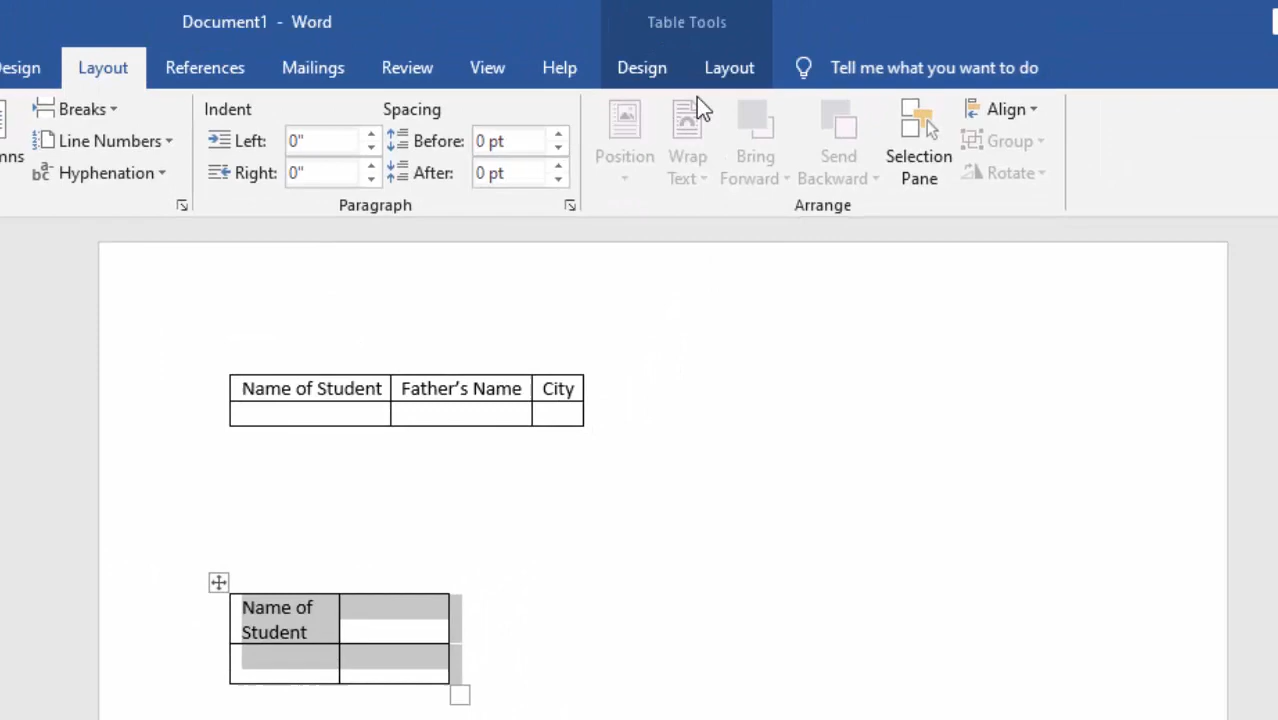 Document1 - Word
Table Tools
esign Layout References Mailings Review View Help Design Layout Tell me what you want to do
Breaks Indent Spacing Align
nns Line Numbers Left: 0" Before: 0 pt Group
Hyphenation Right: 0" After: 0 pt Rotate
Position Wrap Text Bring Forward Send Backward Selection Pane
Paragraph Arrange
Name of Student Father's Name City
Name of
Student